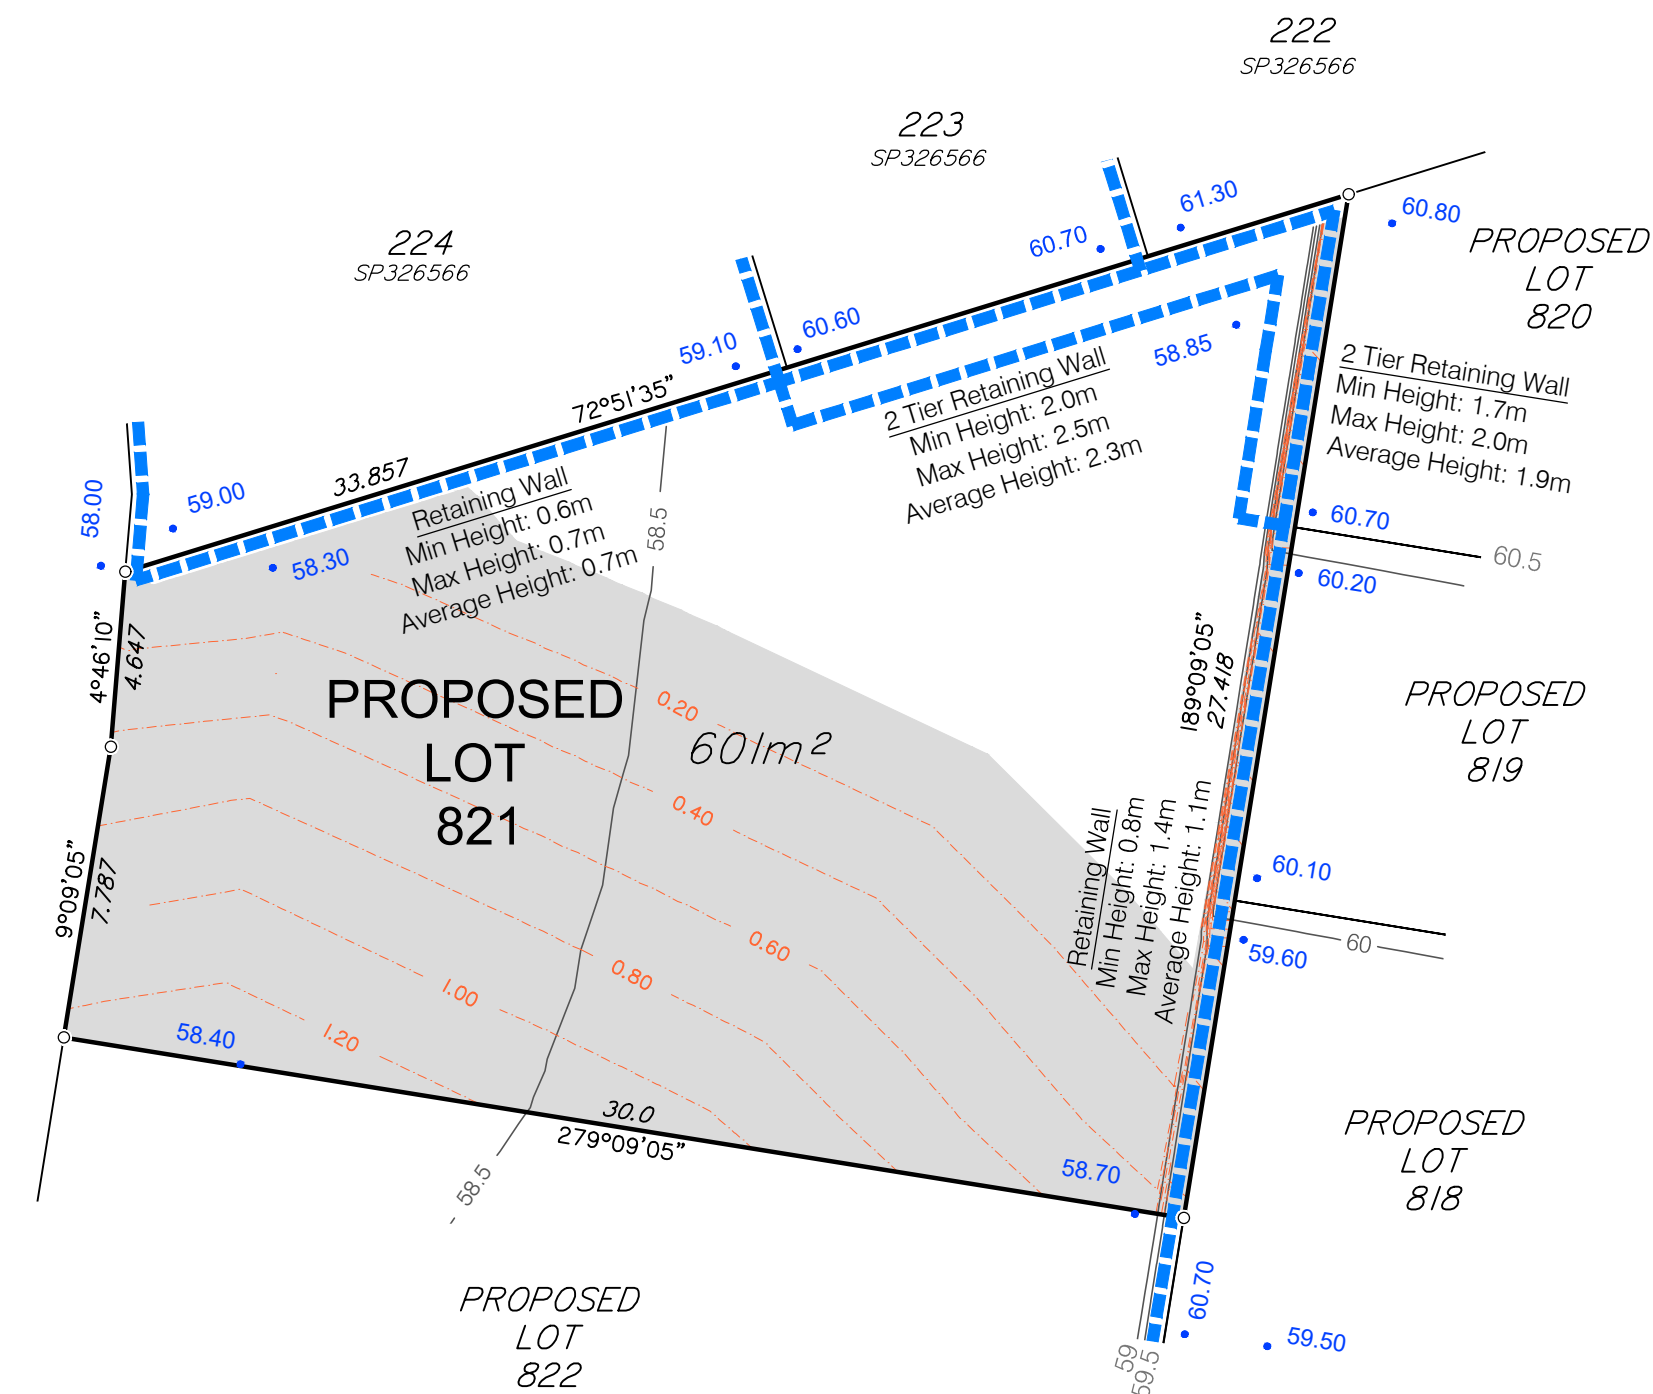 222
SP326566
223
SP326566
224
SP326566
61.30
60.80
60.70
PROPOSED
LOT
820
60.60
59.10
58.85
72°51'35"
33.857
2 Tier Retaining Wall
Min Height: 2.0m
Max Height: 2.5m
Average Height: 2.3m
2 Tier Retaining Wall
Min Height: 1.7m
Max Height: 2.0m
Average Height: 1.9m
58.00
59.00
58.30
Retaining Wall
Min Height: 0.6m
Max Height: 0.7m
Average Height: 0.7m
58.5
60.70
60.5
60.20
4°46'10"
4.647
189°09'05"
27.418
PROPOSED
LOT
821
601m²
0.20
0.40
0.60
0.80
1.00
1.20
PROPOSED
LOT
819
Retaining Wall
Min Height: 0.8m
Max Height: 1.4m
Average Height: 1.1m
9°09'05"
7.787
60.10
60
59.60
58.40
30.0
279°09'05"
58.70
58.5
PROPOSED
LOT
818
PROPOSED
LOT
822
60.70
59.50
59
59.5